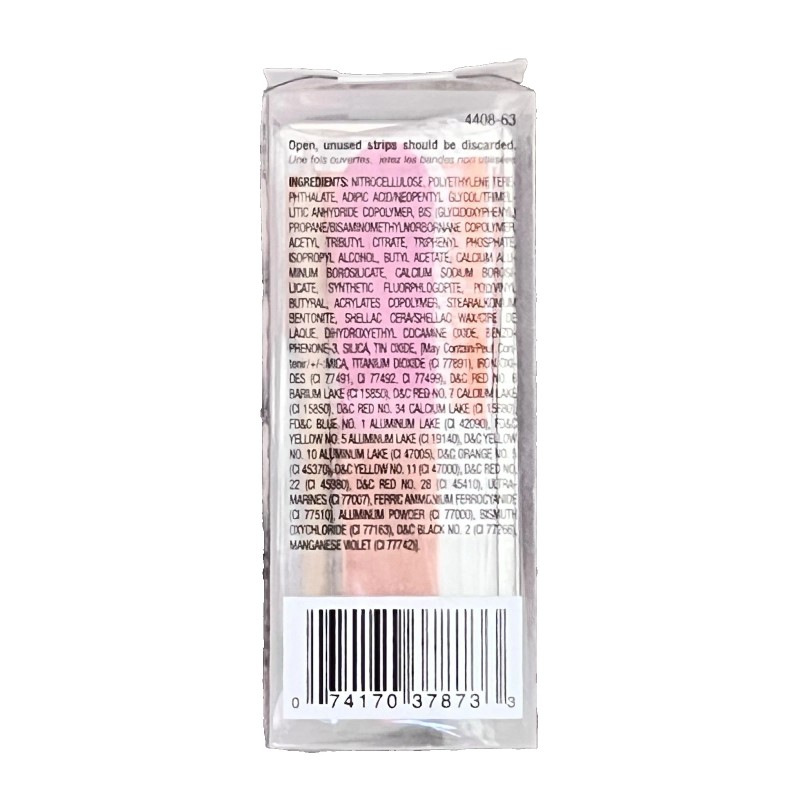 4408-63
Open, unused strips should be discarded.
Une fois ouvertes, jetez les bandes non utilisées
INGREDIENTS: NITROCELLULOSE, POLYETHYLENE TERE-
PHTHALATE, ADIPIC ACID/NEOPENTYL GLYCOL/TRIMEL-
LITIC ANHYDRIDE COPOLYMER, BIS (GLYCIDOXYPHENYL)
PROPANE/BISAMINOMETHYLNORBORNANE COPOLYMER,
ACETYL TRIBUTYL CITRATE, TRIPHENYL PHOSPHATE,
ISOPROPYL ALCOHOL, BUTYL ACETATE, CALCIUM ALU-
MINUM BOROSILICATE, CALCIUM SODIUM BOROSI-
LICATE, SYNTHETIC FLUORPHLOGOPITE, POLYVINYL
BUTYRAL, ACRYLATES COPOLYMER, STEARALKONIUM
BENTONITE, SHELLAC CERA/SHELLAC WAX/CIRE DE
LAQUE, DIHYDROXYETHYL COCAMINE OXIDE, BENZO-
PHENONE-3, SILICA, TIN OXIDE, [May Contain/Peut Con-
tenir/+/-:MICA, TITANIUM DIOXIDE (CI 77891), IRON OXI-
DES (CI 77491, CI 77492, CI 77499), D&C RED NO. 6
BARIUM LAKE (CI 15850), D&C RED NO. 7 CALCIUM LAKE
(CI 15850), D&C RED NO. 34 CALCIUM LAKE (CI 15880),
FD&C BLUE NO. 1 ALUMINUM LAKE (CI 42090), FD&C
YELLOW NO. 5 ALUMINUM LAKE (CI 19140), D&C YELLOW
NO. 10 ALUMINUM LAKE (CI 47005), D&C ORANGE NO. 5
(CI 45370), D&C YELLOW NO. 11 (CI 47000), D&C RED NO.
22 (CI 45380), D&C RED NO. 28 (CI 45410), ULTRA-
MARINES (CI 77007), FERRIC AMMONIUM FERROCYANIDE
(CI 77510), ALUMINUM POWDER (CI 77000), BISMUTH
OXYCHLORIDE (CI 77163), D&C BLACK NO. 2 (CI 77266),
MANGANESE VIOLET (CI 77742)].
0 74170 37873 3